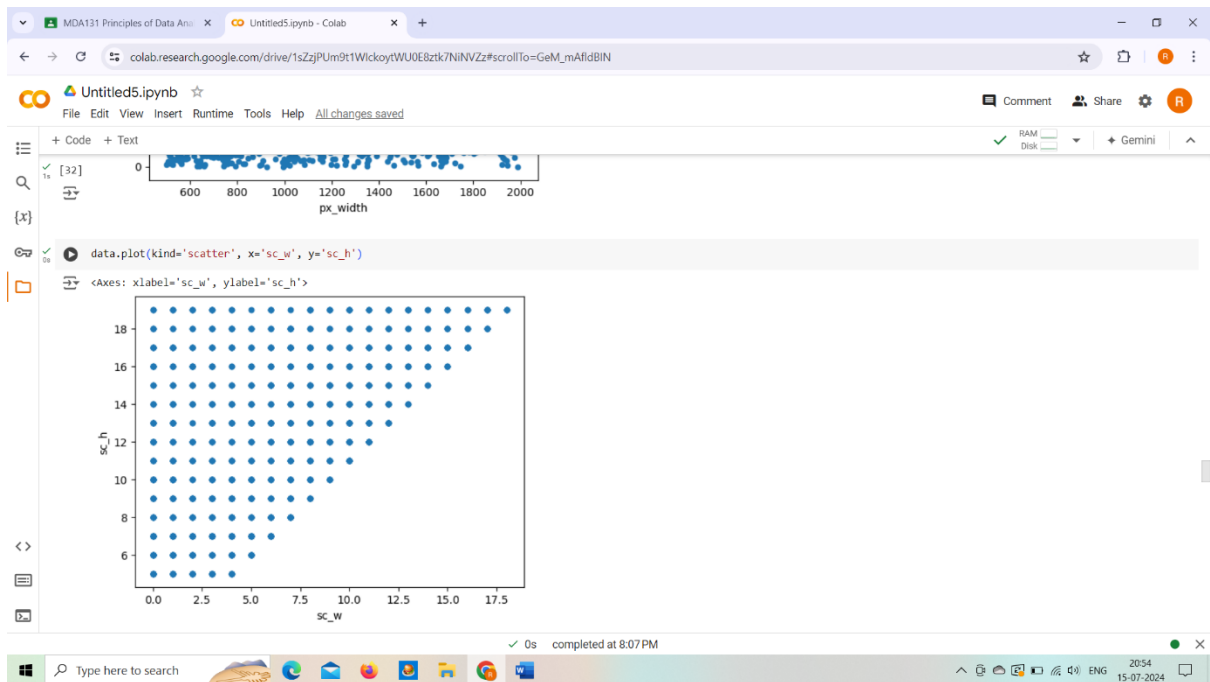 MDA131 Principles of Data Ana
Untitled5.ipynb - Colab
colab.research.google.com/drive/1sZzjPUm9t1WlckoytWU0E8ztk7NiNVZz#scrollTo=GeM_mAfldBIN
R
CO
Untitled5.ipynb
Comment
Share
R
File Edit View Insert Runtime Tools Help All changes saved
+ Code + Text
RAM
Disk
Gemini
[32]
1s
0
600 800 1000 1200 1400 1600 1800 2000
px_width
{x}
0s
data.plot(kind='scatter', x='sc_w', y='sc_h')
<Axes: xlabel='sc_w', ylabel='sc_h'>
18
16
14
12
10
8
6
sc_h
0.0 2.5 5.0 7.5 10.0 12.5 15.0 17.5
sc_w
0s completed at 8:07 PM
Type here to search
ENG
20:54
15-07-2024